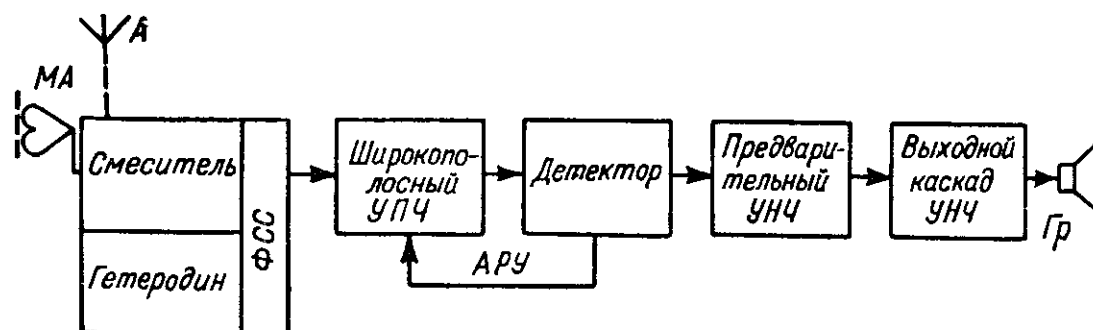 А
МА
Смеситель
Гетеродин
ФСС
Широкопо-
лосный
УПЧ
Детектор
АРУ
Предвари-
тельный
УНЧ
Выходной
каскад
УНЧ
Гр